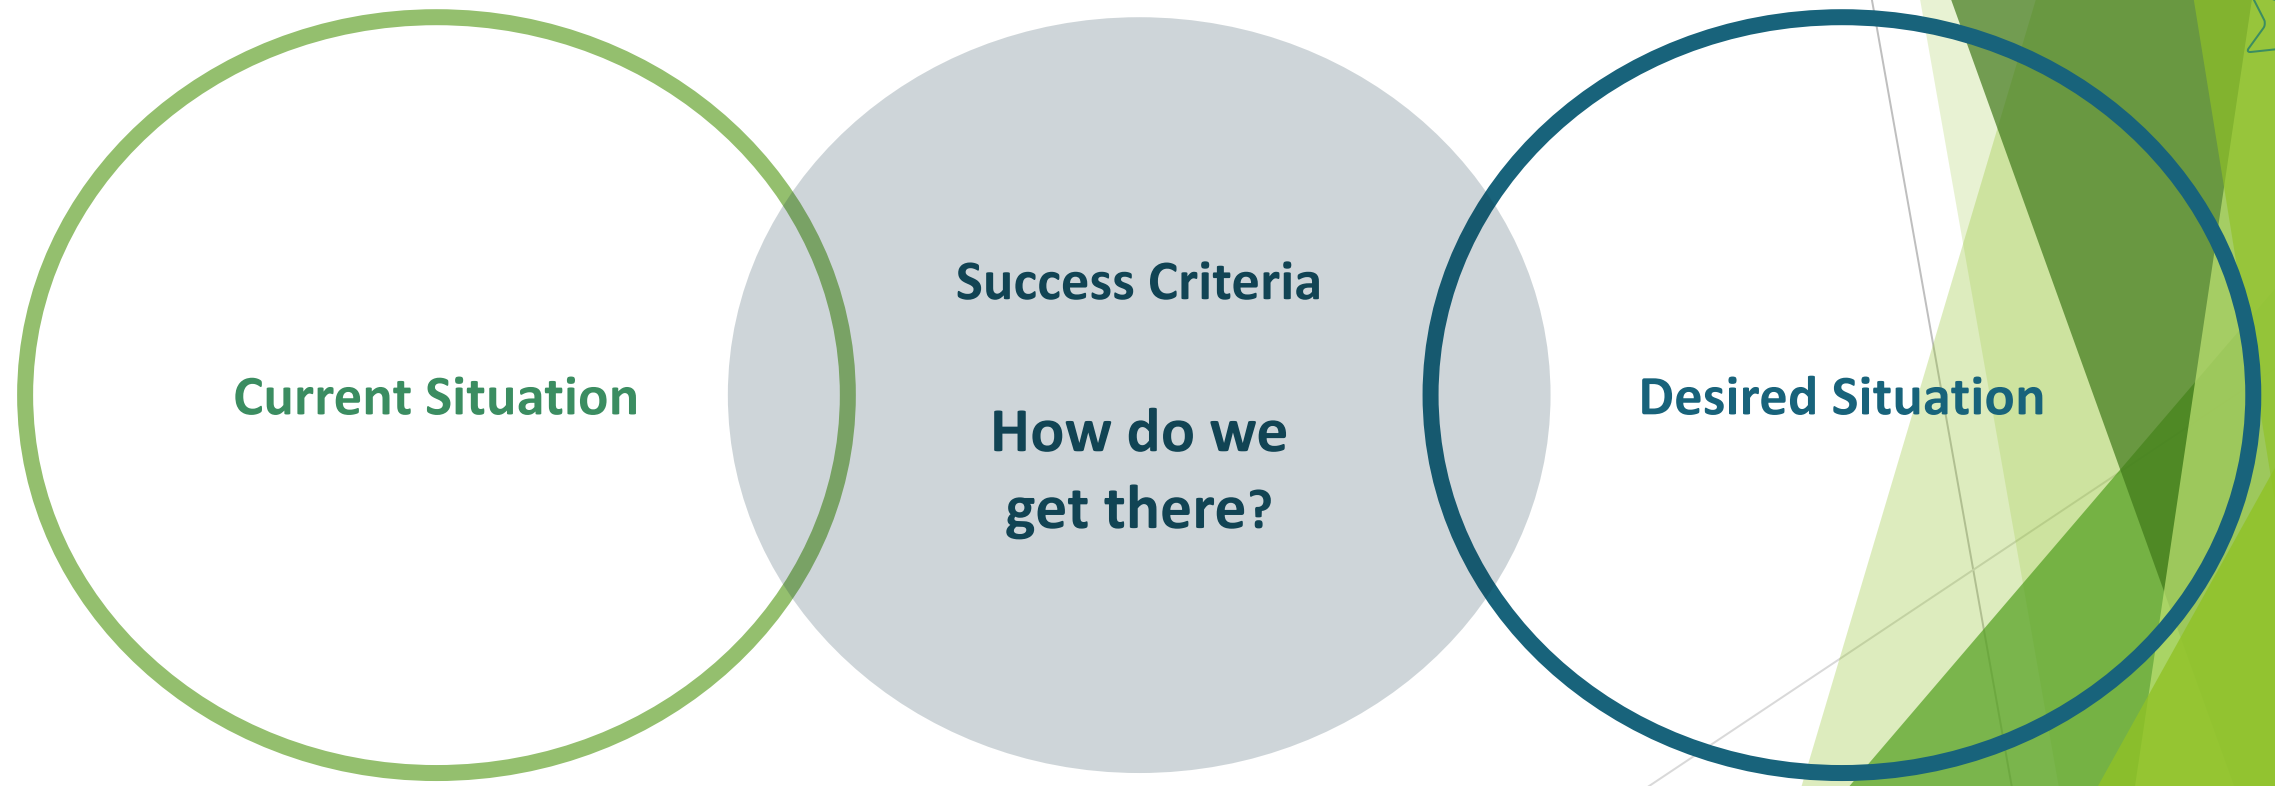 Current Situation
Success Criteria
How do we
get there?
Desired Situation